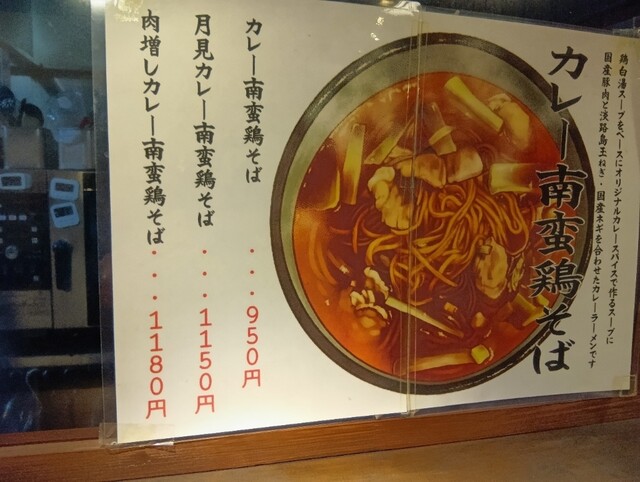 鶏白湯スープをベースにオリジナルカレースパイスで作るスープに
国産豚肉と淡路島玉ねぎ・国産ネギを合わせたカレーラーメンです
カレー南蛮鶏そば
カレー南蛮鶏そば・・・950円
月見カレー南蛮鶏そば・・・1150円
肉増しカレー南蛮鶏そば・・・1180円